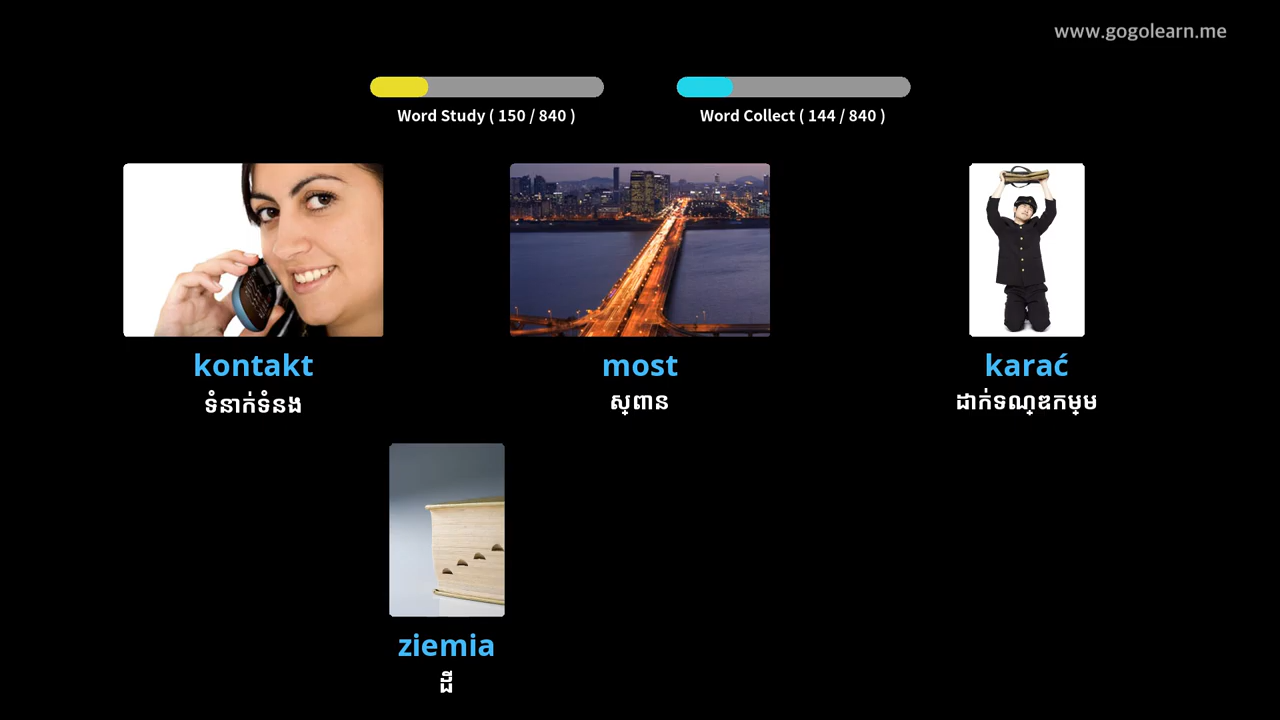 www.gogolearn.me
Word Study ( 150 / 840 )
Word Collect ( 144 / 840 )
kontakt
ទំនាក់ទំនង
most
ស្ពាន
karać
ដាក់ទណ្ឌកម្ម
ziemia
ដី